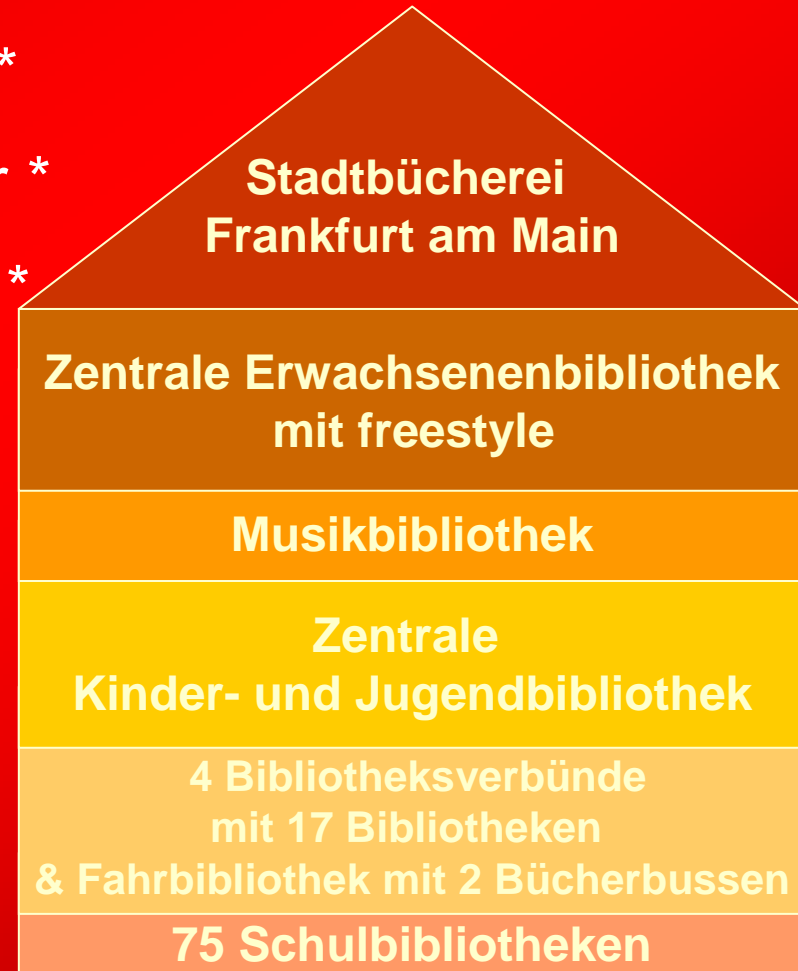 *
r *
*
Stadtbücherei
Frankfurt am Main
Zentrale Erwachsenenbibliothek
mit freestyle
Musikbibliothek
Zentrale
Kinder- und Jugendbibliothek
4 Bibliotheksverbünde
mit 17 Bibliotheken
& Fahrbibliothek mit 2 Bücherbussen
75 Schulbibliotheken